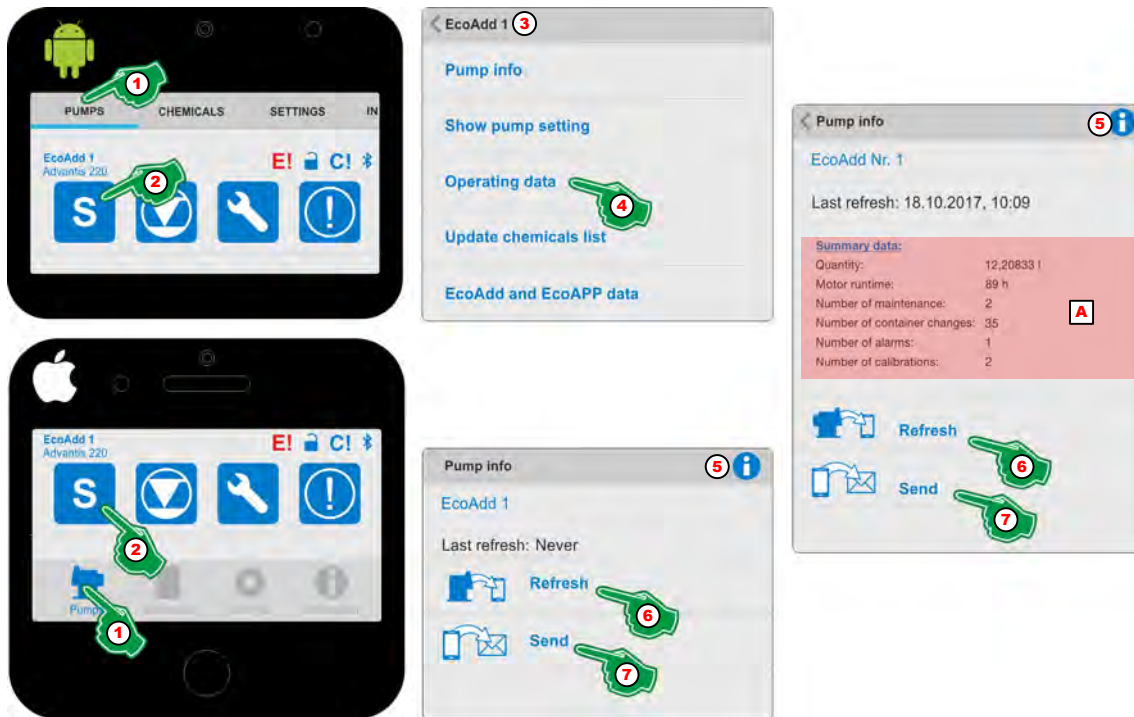 PUMPS CHEMICALS SETTINGS IN
1
EcoAdd 1
Advantis 220
E! C!
2
S
!
EcoAdd 1 3
Pump info
Show pump setting
Operating data
4
Update chemicals list
EcoAdd and EcoAPP data
Pump info 5 i
EcoAdd Nr. 1
Last refresh: 18.10.2017, 10:09
Summary data:
Quantity: 12,20833 l
Motor runtime: 89 h
Number of maintenance: 2
Number of container changes: 35
Number of alarms: 1
Number of calibrations: 2
A
Refresh
6
Send
7
EcoAdd 1
Advantis 220
E! C!
S
!
2
Pumps
1
Pump info 5 i
EcoAdd 1
Last refresh: Never
Refresh
6
Send
7